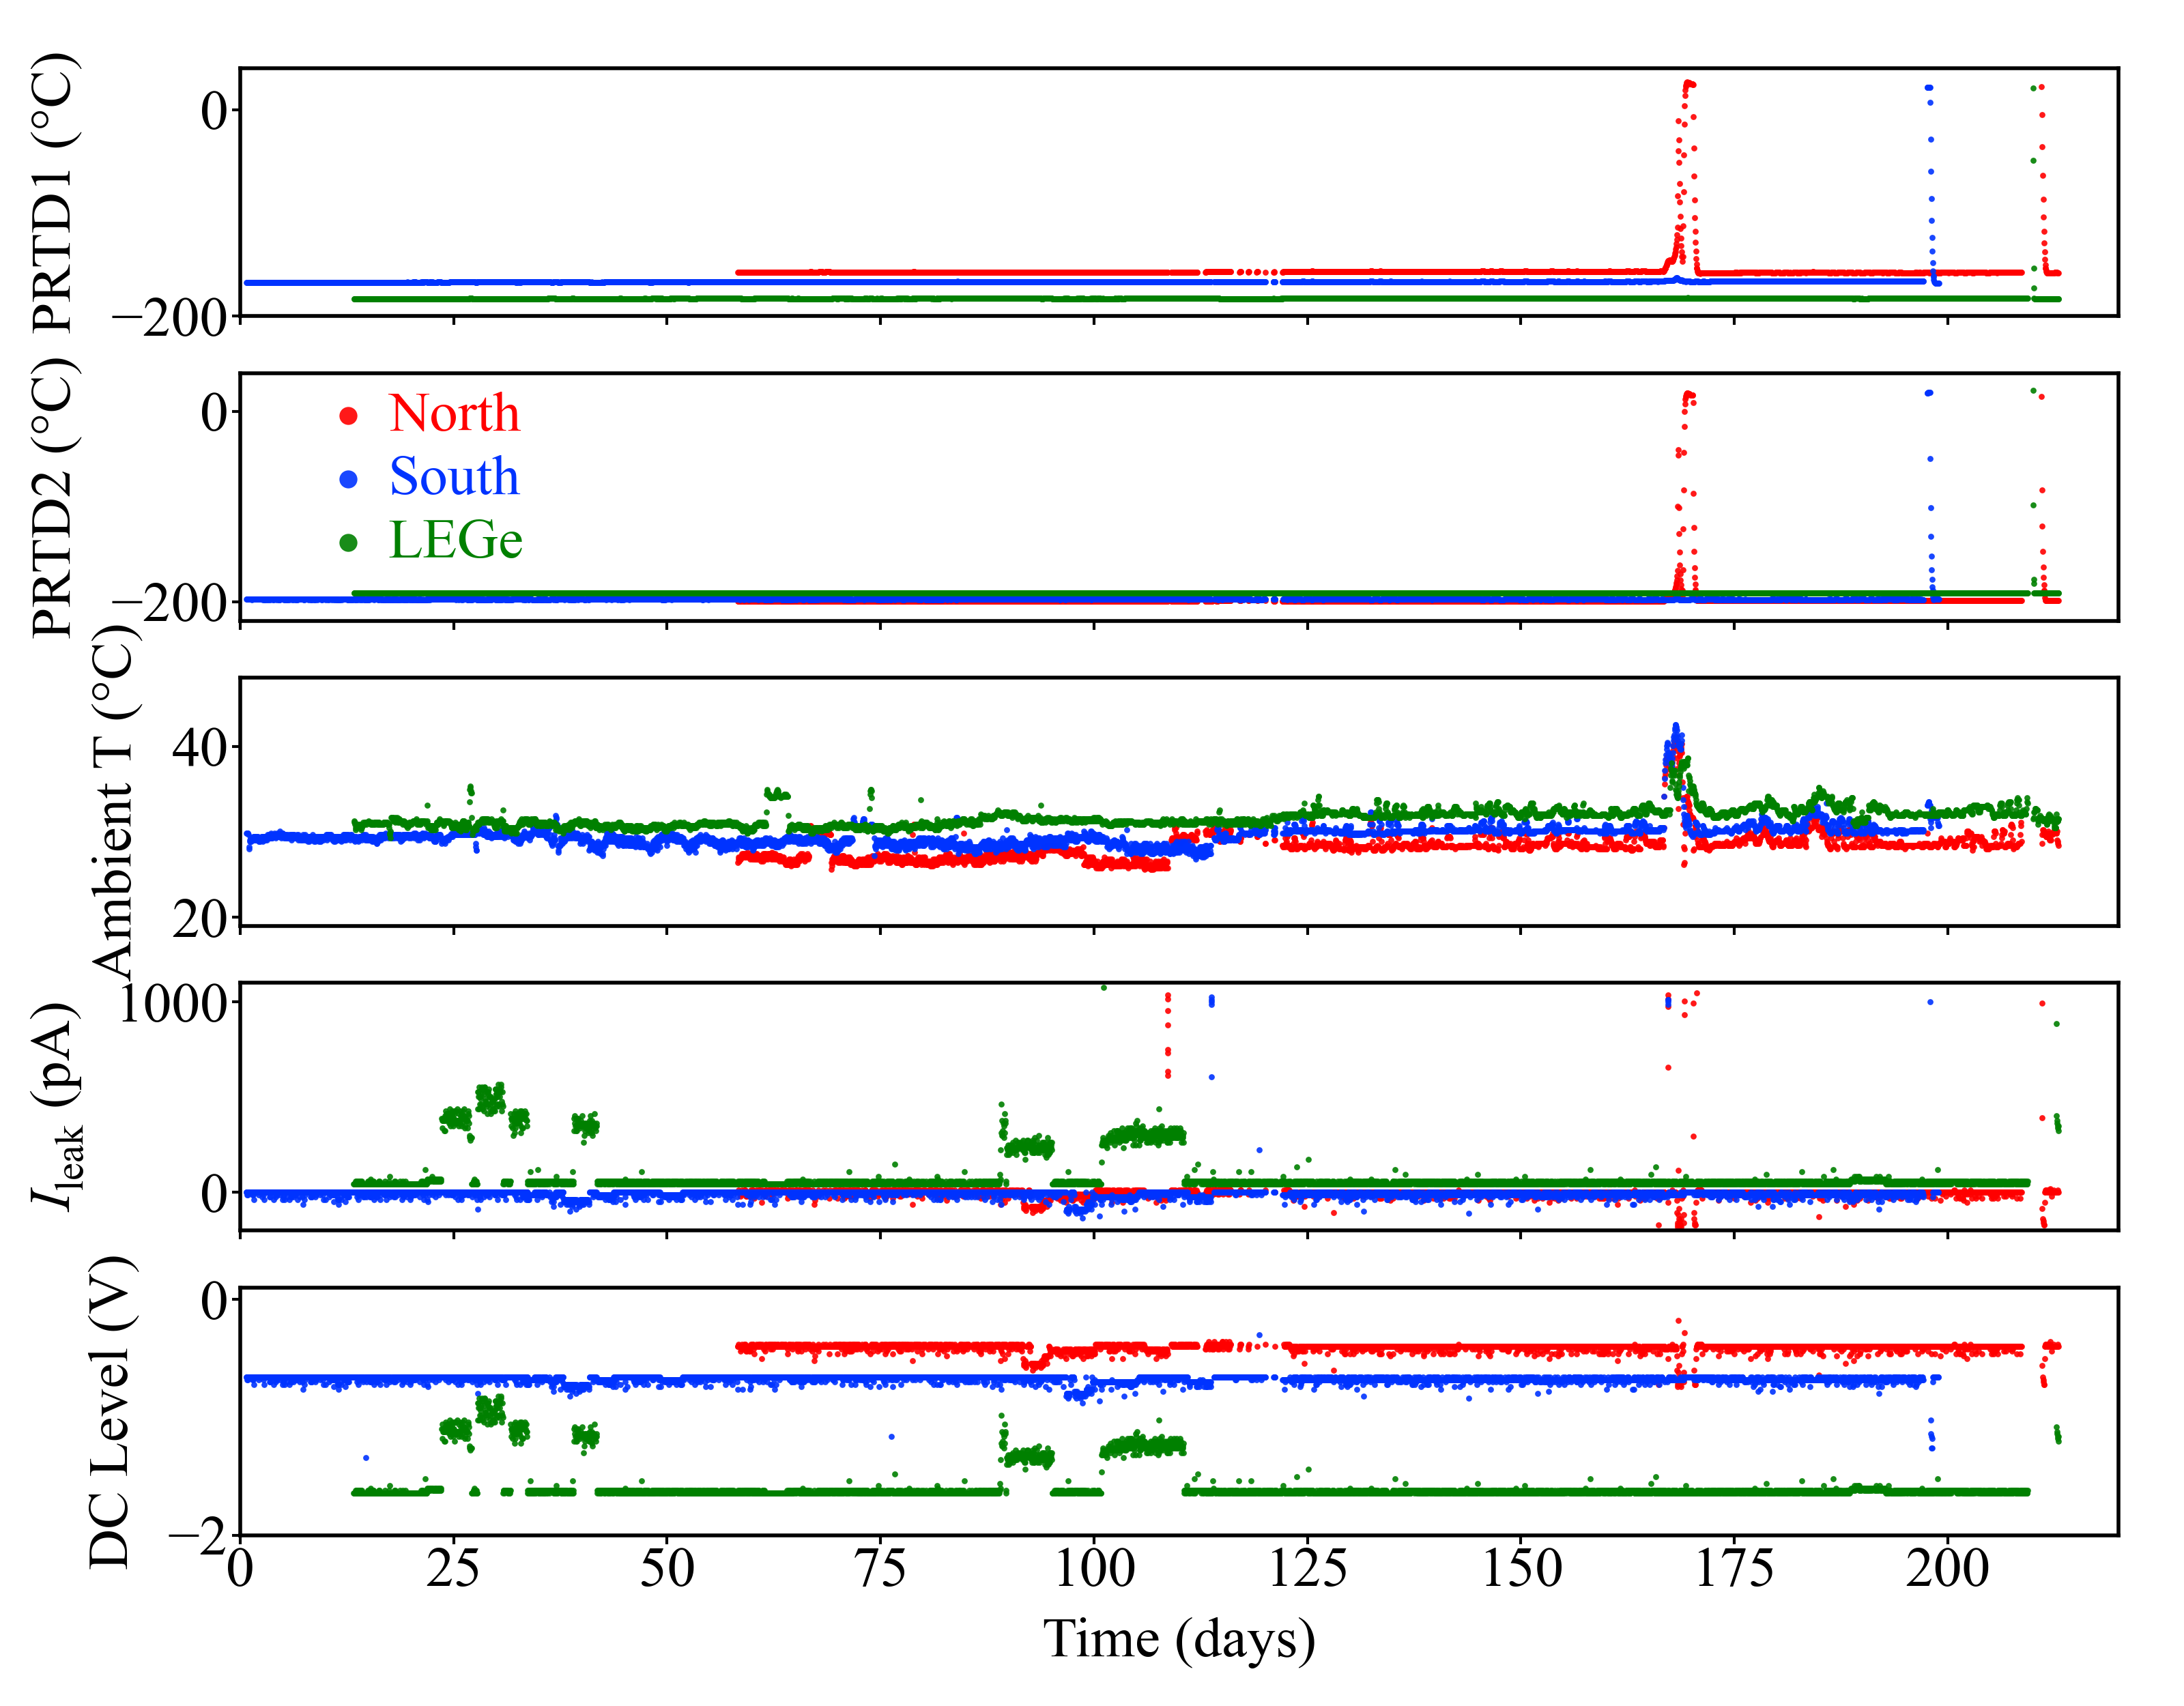 PRTD1 (°C)
0
−200
PRTD2 (°C)
0
−200
North
South
LEGe
Ambient T (°C)
40
20
I_leak (pA)
1000
0
DC Level (V)
0
−2
0 25 50 75 100 125 150 175 200
Time (days)